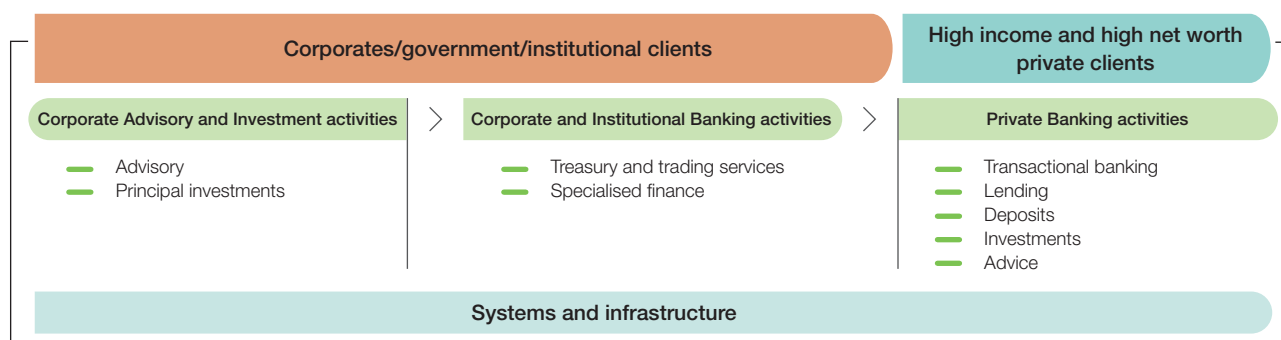 Corporates/government/institutional clients
High income and high net worth
private clients
Corporate Advisory and Investment activities
Advisory
Principal investments
Corporate and Institutional Banking activities
Treasury and trading services
Specialised finance
Private Banking activities
Transactional banking
Lending
Deposits
Investments
Advice
Systems and infrastructure